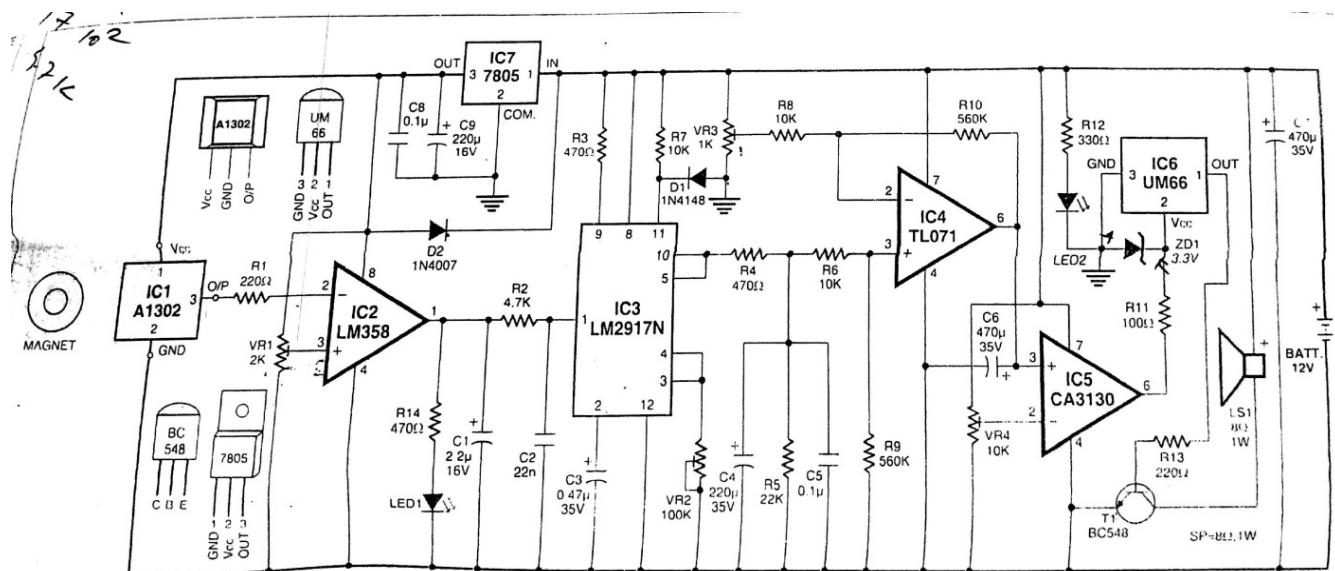 102
OUT
IC7
7805
IN
3
1
2
COM.
A1302
UM
66
Vcc
GND
O/P
GND 3
Vcc 2
OUT 1
C8
0.1µ
C9
220µ
16V
+
D2
1N4007
R3
470Ω
R7
10K
VR3
1K
D1
1N4148
R8
10K
R10
560K
R12
330Ω
LED2
GND
3
IC6
UM66
OUT
1
2
Vcc
ZD1
3.3V
470µ
35V
+
Vcc
1
IC1
A1302
3
O/P
2
GND
MAGNET
R1
220Ω
2
3
8
IC2
LM358
1
4
VR1
2K
R2
4.7K
9
8
11
10
5
IC3
LM2917N
1
4
3
2
12
R4
470Ω
R6
10K
2
7
IC4
TL071
6
3
4
C6
470µ
35V
+
3
7
IC5
CA3130
6
2
4
VR4
10K
R11
100Ω
LS1
8Ω
1W
+
BATT.
12V
BC
548
C B E
7805
GND 1
Vcc 2
OUT 3
R14
470Ω
LED1
C1
2.2µ
16V
C2
22n
C3
0.47µ
35V
VR2
100K
C4
220µ
35V
R5
22K
C5
0.1µ
R9
560K
R13
220Ω
T1
BC548
SP=8Ω,1W